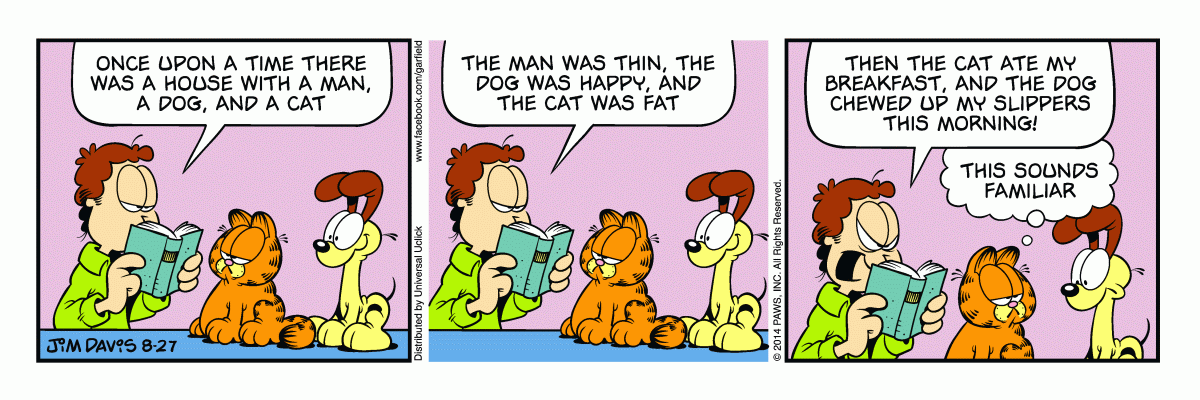 ONCE UPON A TIME THERE
WAS A HOUSE WITH A MAN,
A DOG, AND A CAT
JIM DAVIS 8-27
www.facebook.com/garfield
Distributed by Universal Uclick
THE MAN WAS THIN, THE
DOG WAS HAPPY, AND
THE CAT WAS FAT
© 2014 PAWS, INC. All Rights Reserved.
THEN THE CAT ATE MY
BREAKFAST, AND THE DOG
CHEWED UP MY SLIPPERS
THIS MORNING!
THIS SOUNDS
FAMILIAR